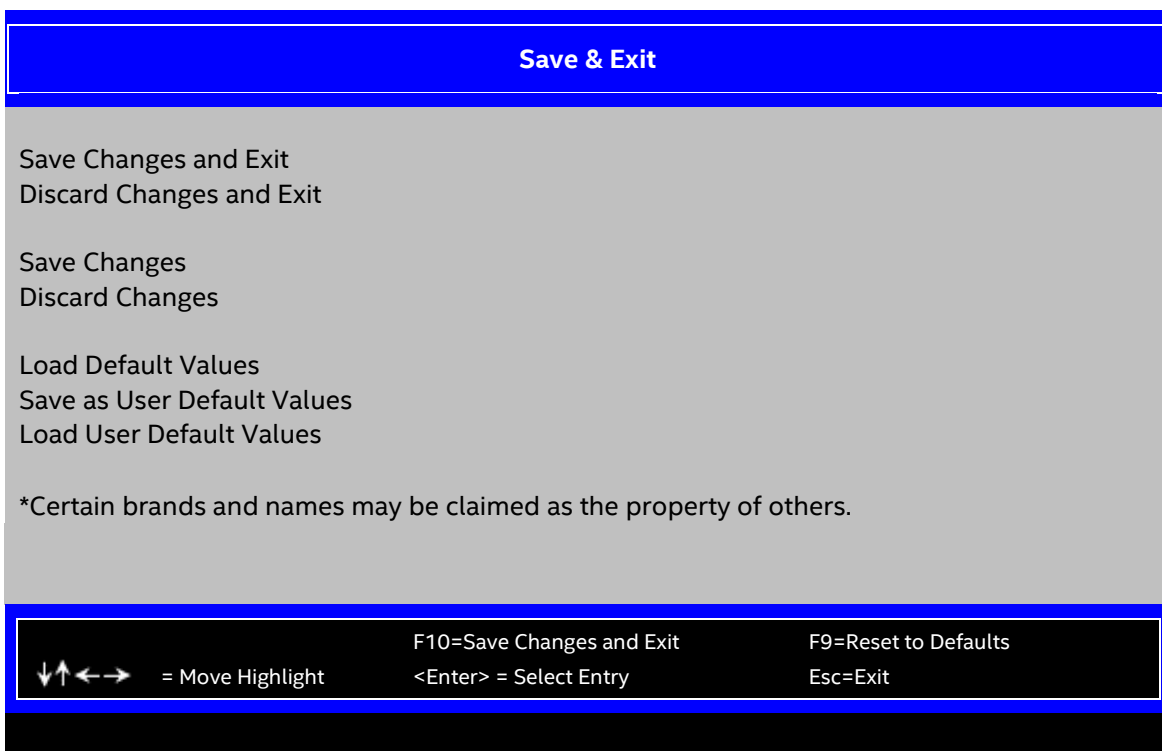 Save & Exit
Save Changes and Exit
Discard Changes and Exit
Save Changes
Discard Changes
Load Default Values
Save as User Default Values
Load User Default Values
*Certain brands and names may be claimed as the property of others.
F10=Save Changes and Exit F9=Reset to Defaults
↓↑←→ = Move Highlight <Enter> = Select Entry Esc=Exit